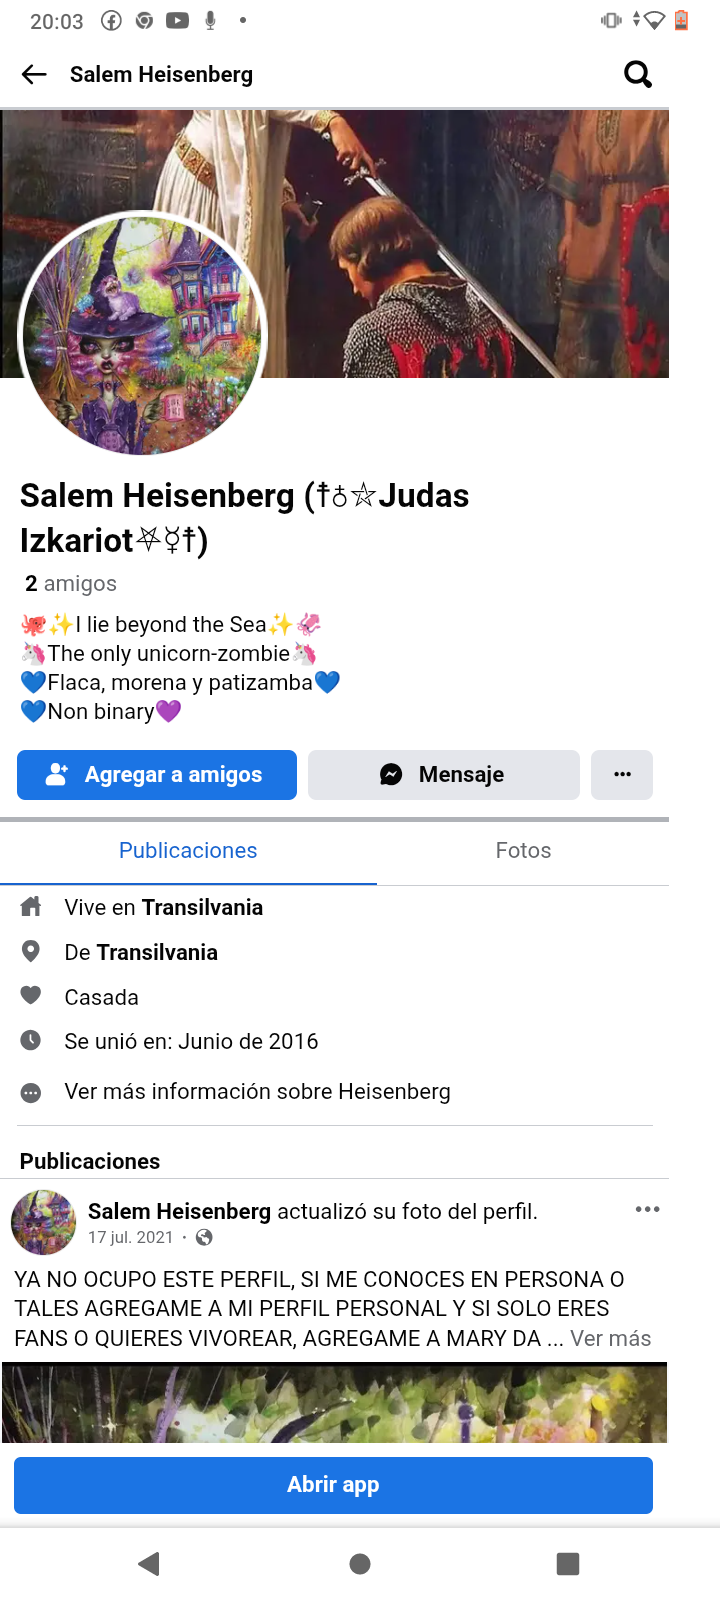 20:03
Salem Heisenberg
Salem Heisenberg (†♁☆Judas
Izkariot⛧☿†)
2 amigos
🐙✨I lie beyond the Sea✨🦑
🦄The only unicorn-zombie🦄
💙Flaca, morena y patizamba💙
💙Non binary💜
Agregar a amigos
Mensaje
Publicaciones
Fotos
Vive en Transilvania
De Transilvania
Casada
Se unió en: Junio de 2016
Ver más información sobre Heisenberg
Publicaciones
Salem Heisenberg actualizó su foto del perfil.
17 jul. 2021 ·
YA NO OCUPO ESTE PERFIL, SI ME CONOCES EN PERSONA O
TALES AGREGAME A MI PERFIL PERSONAL Y SI SOLO ERES
FANS O QUIERES VIVOREAR, AGREGAME A MARY DA ... Ver más
Abrir app